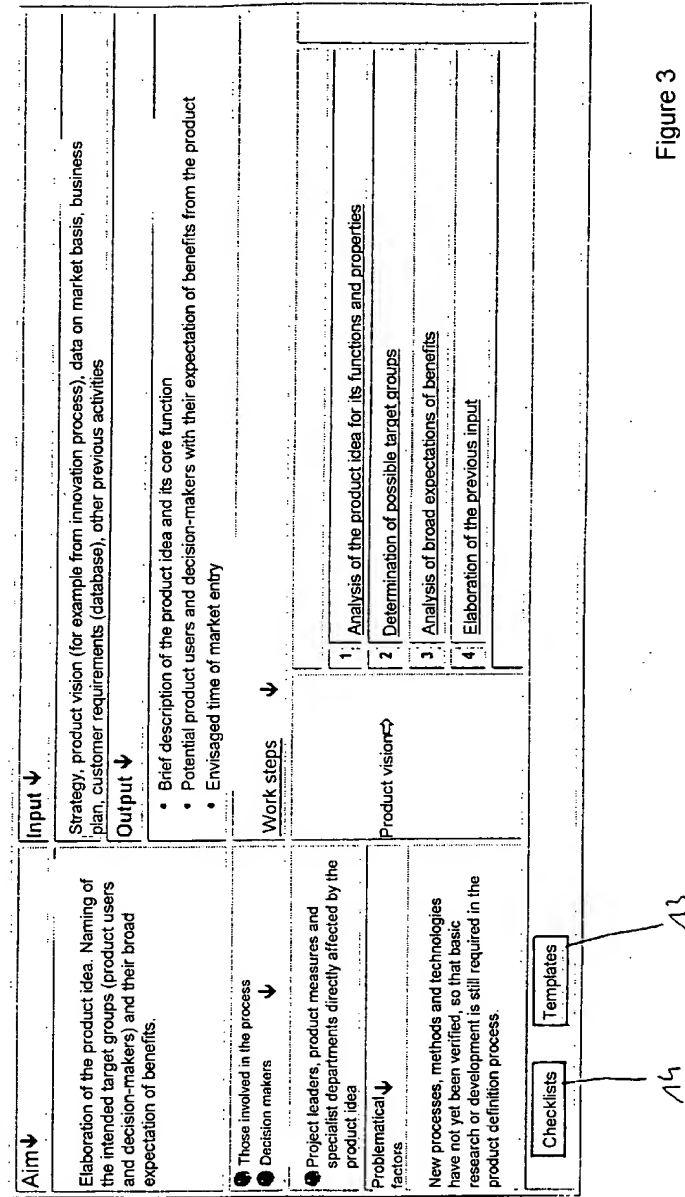 Aim↓
Elaboration of the product idea. Naming of
the intended target groups (product users
and decision-makers) and their broad
expectation of benefits.
Those involved in the process
Decision makers ↓
Project leaders, product measures and
specialist departments directly affected by the
product idea
Problematical↓
factors
New processes, methods and technologies
have not yet been verified, so that basic
research or development is still required in the
product definition process.
Input ↓
Strategy, product vision (for example from innovation process), data on market basis, business
plan, customer requirements (database), other previous activities
Output ↓
• Brief description of the product idea and its core function
• Potential product users and decision-makers with their expectation of benefits from the product
• Envisaged time of market entry
Work steps ↓
Product vision⇨
1 Analysis of the product idea for its functions and properties
2 Determination of possible target groups
3 Analysis of broad expectations of benefits
4 Elaboration of the previous input
Checklists
Templates
14
13
Figure 3